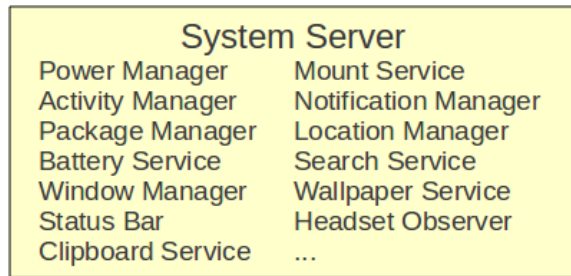 System Server
Power Manager
Activity Manager
Package Manager
Battery Service
Window Manager
Status Bar
Clipboard Service
Mount Service
Notification Manager
Location Manager
Search Service
Wallpaper Service
Headset Observer
...